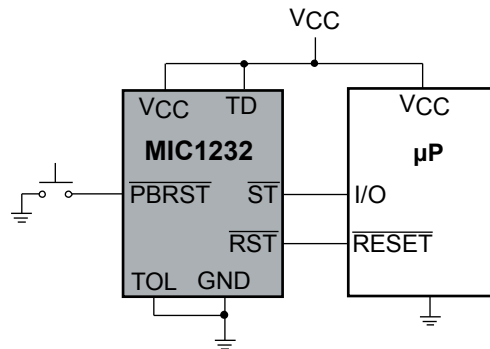 VCC
VCC TD
VCC
MIC1232
µP
PBRST
ST
I/O
RST
RESET
TOL GND